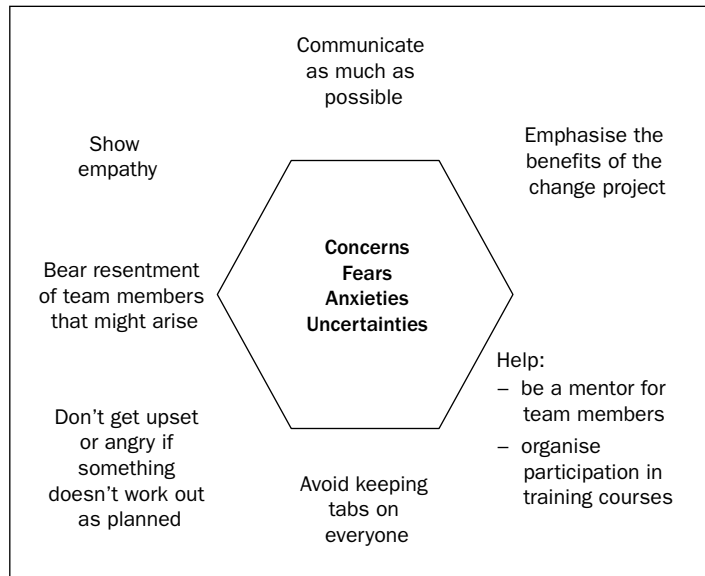 Communicate
as much as
possible
Show
empathy
Emphasise the
benefits of the
change project
Concerns
Fears
Anxieties
Uncertainties
Bear resentment
of team members
that might arise
Help:
– be a mentor for
team members
– organise
participation in
training courses
Don’t get upset
or angry if
something
doesn’t work out
as planned
Avoid keeping
tabs on
everyone